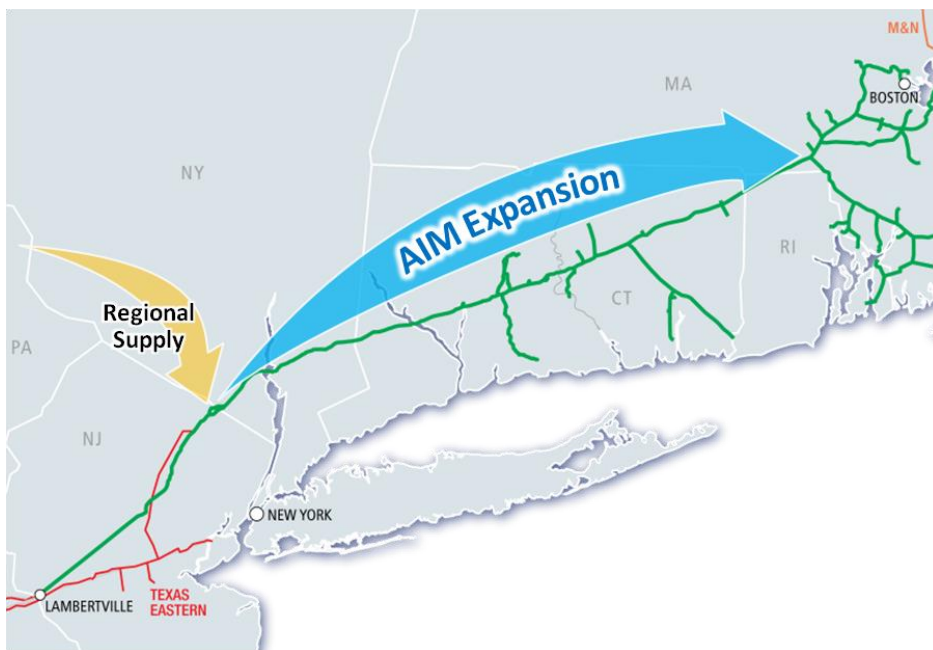 M&N
BOSTON
MA
NY
AIM Expansion
RI
CT
Regional
Supply
PA
NJ
NEW YORK
LAMBERTVILLE
TEXAS
EASTERN